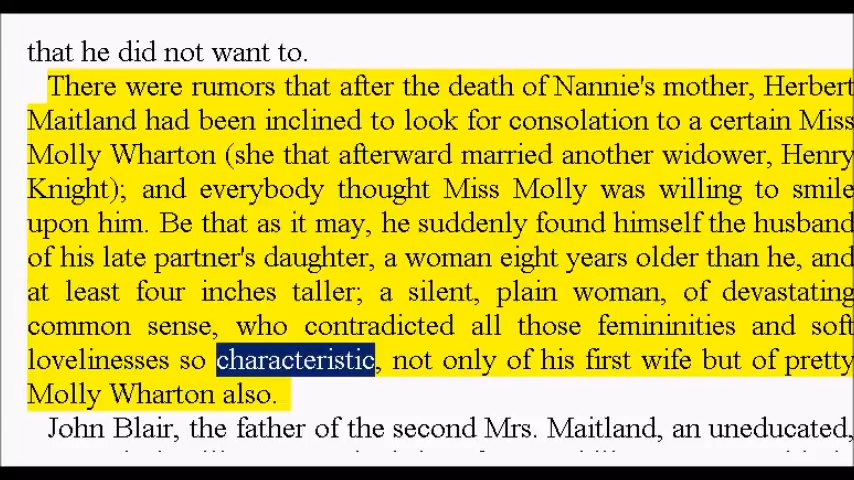 that he did not want to.
There were rumors that after the death of Nannie's mother, Herbert
Maitland had been inclined to look for consolation to a certain Miss
Molly Wharton (she that afterward married another widower, Henry
Knight); and everybody thought Miss Molly was willing to smile
upon him. Be that as it may, he suddenly found himself the husband
of his late partner's daughter, a woman eight years older than he, and
at least four inches taller; a silent, plain woman, of devastating
common sense, who contradicted all those femininities and soft
lovelinesses so characteristic, not only of his first wife but of pretty
Molly Wharton also.
John Blair, the father of the second Mrs. Maitland, an uneducated,